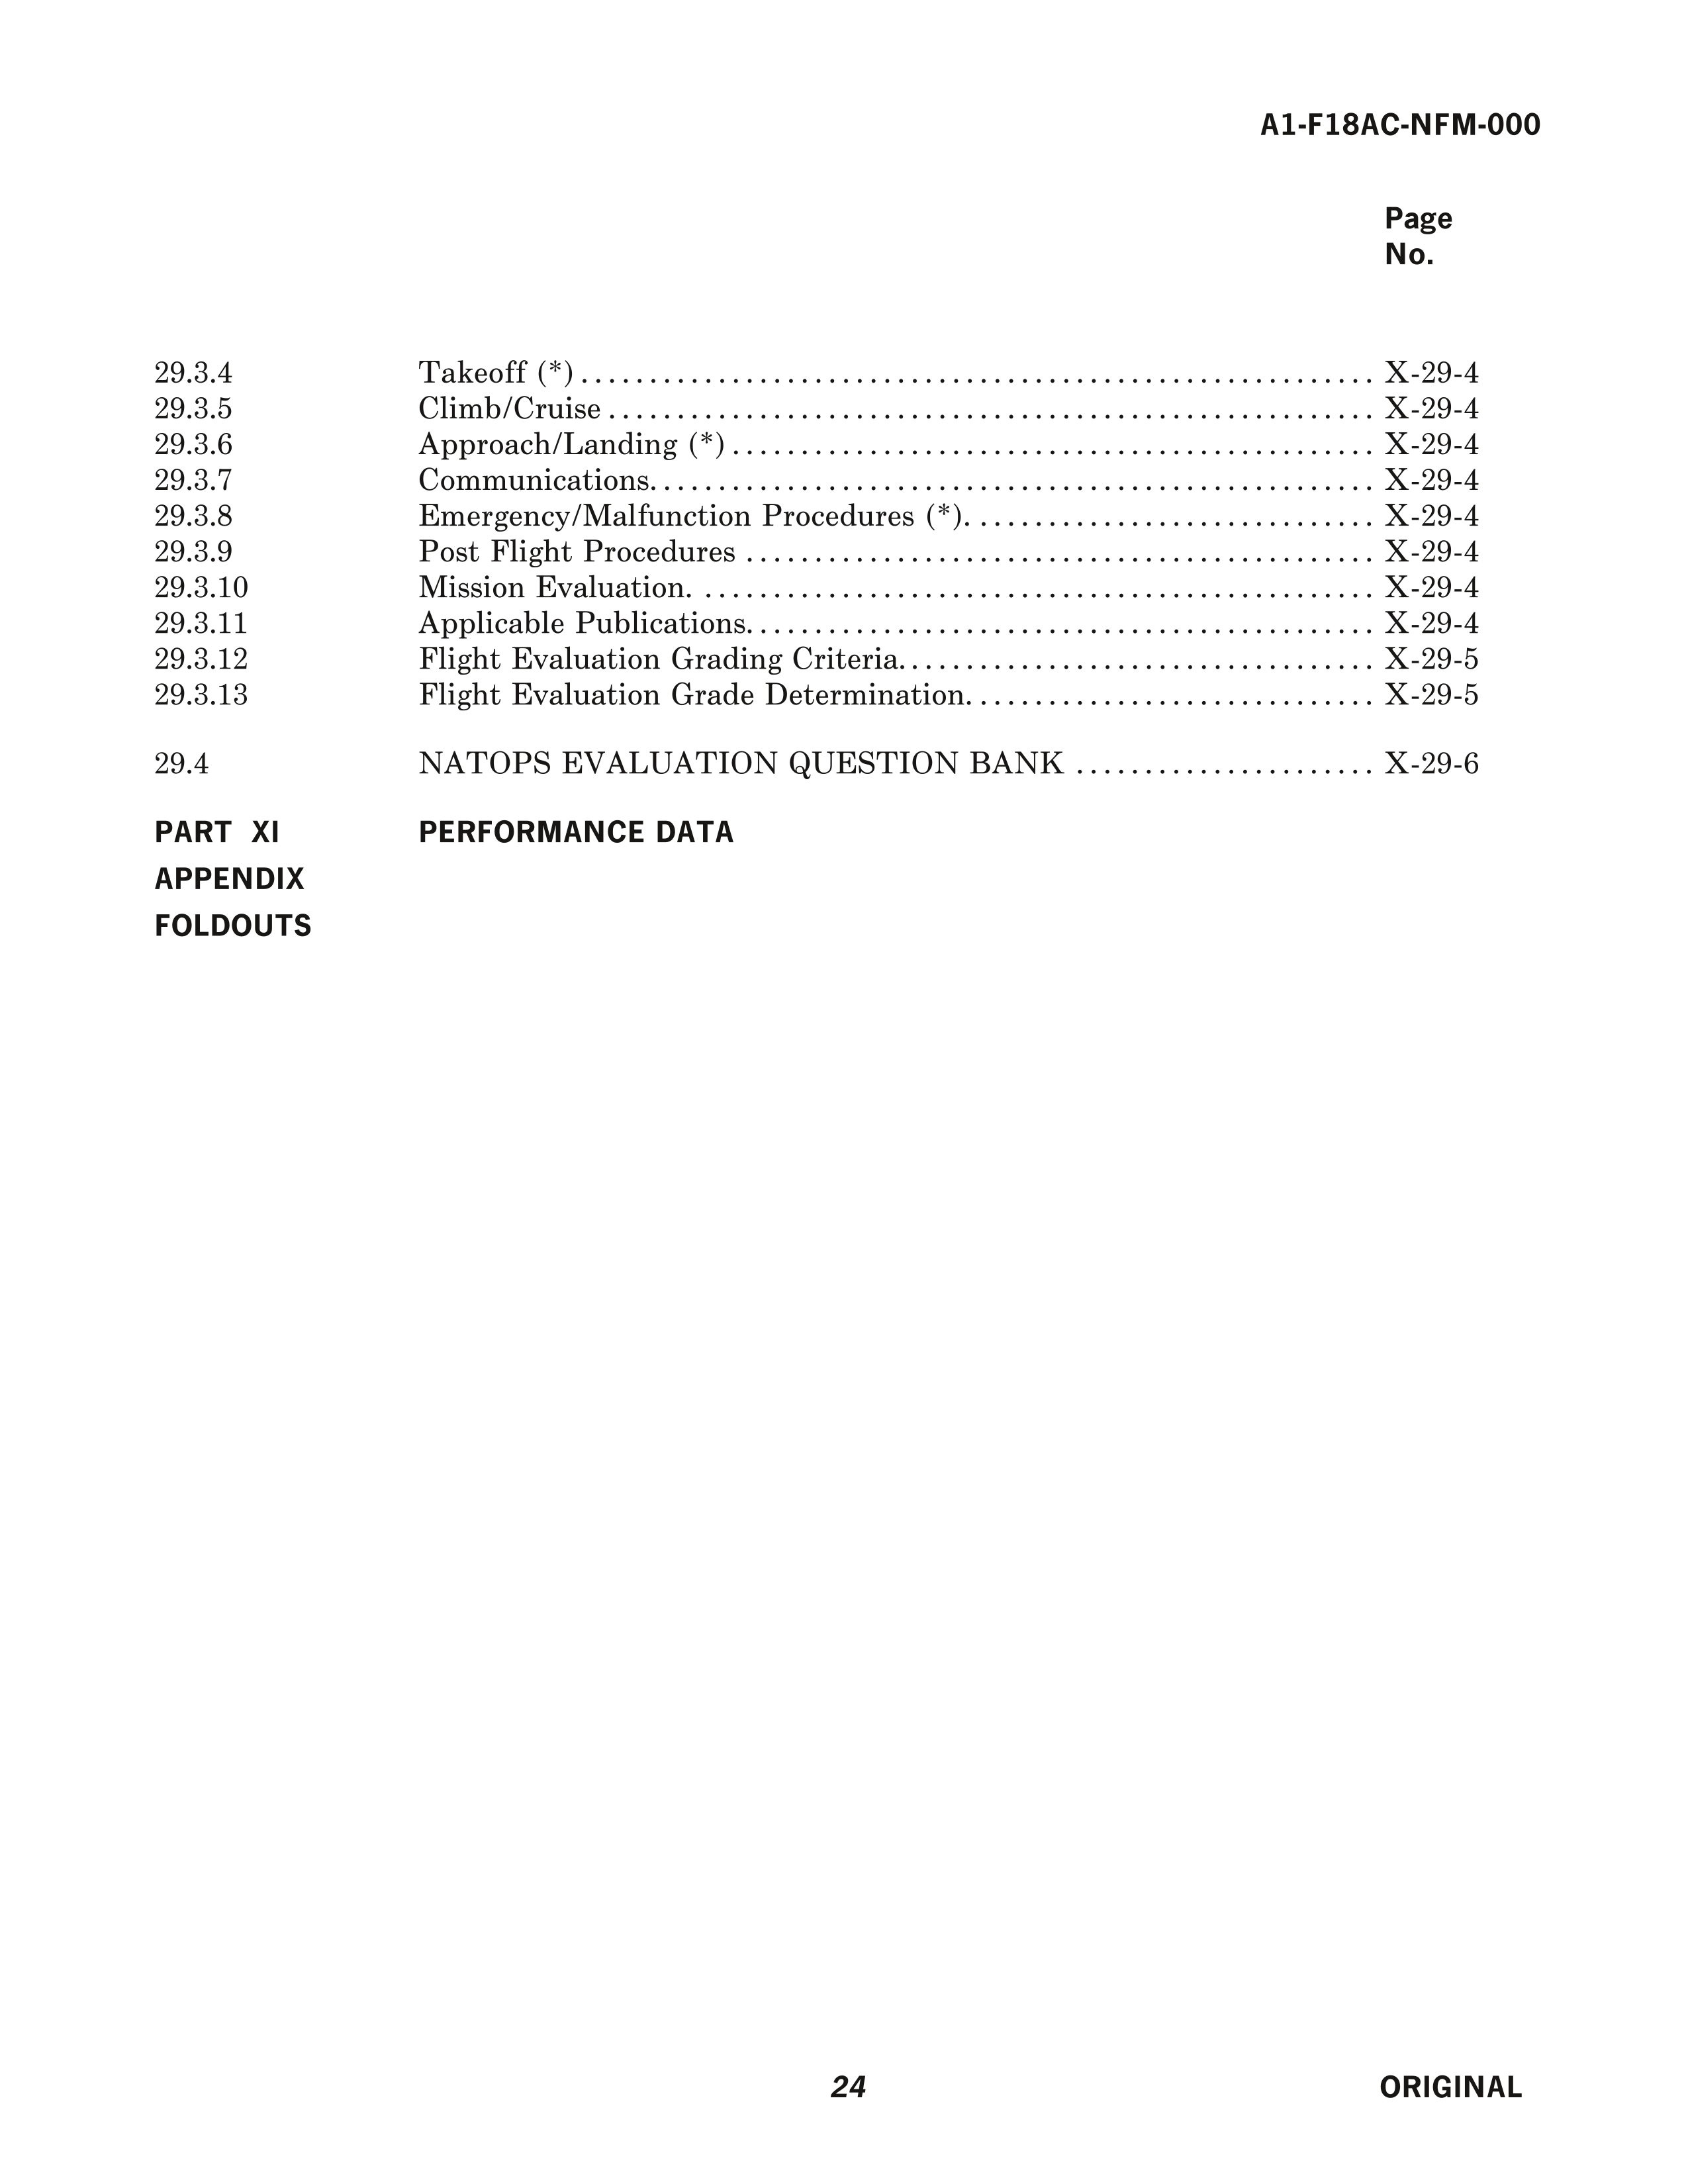 A1-F18AC-NFM-000
Page
No.
29.3.4 Takeoff (*) . . . . . . . . . . . . . . . . . . . . . . . . . . . . . . . . . . . . . . . . . . . . . . . . . . . . . . . . . . X-29-4
29.3.5 Climb/Cruise . . . . . . . . . . . . . . . . . . . . . . . . . . . . . . . . . . . . . . . . . . . . . . . . . . . . . . . . X-29-4
29.3.6 Approach/Landing (*) . . . . . . . . . . . . . . . . . . . . . . . . . . . . . . . . . . . . . . . . . . . . . . . X-29-4
29.3.7 Communications. . . . . . . . . . . . . . . . . . . . . . . . . . . . . . . . . . . . . . . . . . . . . . . . . . . . . X-29-4
29.3.8 Emergency/Malfunction Procedures (*). . . . . . . . . . . . . . . . . . . . . . . . . . . . . . X-29-4
29.3.9 Post Flight Procedures . . . . . . . . . . . . . . . . . . . . . . . . . . . . . . . . . . . . . . . . . . . . . . X-29-4
29.3.10 Mission Evaluation. . . . . . . . . . . . . . . . . . . . . . . . . . . . . . . . . . . . . . . . . . . . . . . . . . X-29-4
29.3.11 Applicable Publications. . . . . . . . . . . . . . . . . . . . . . . . . . . . . . . . . . . . . . . . . . . . . . X-29-4
29.3.12 Flight Evaluation Grading Criteria. . . . . . . . . . . . . . . . . . . . . . . . . . . . . . . . . . . X-29-5
29.3.13 Flight Evaluation Grade Determination. . . . . . . . . . . . . . . . . . . . . . . . . . . . . . X-29-5
29.4 NATOPS EVALUATION QUESTION BANK . . . . . . . . . . . . . . . . . . . . . . X-29-6
PART XI PERFORMANCE DATA
APPENDIX
FOLDOUTS
24 ORIGINAL